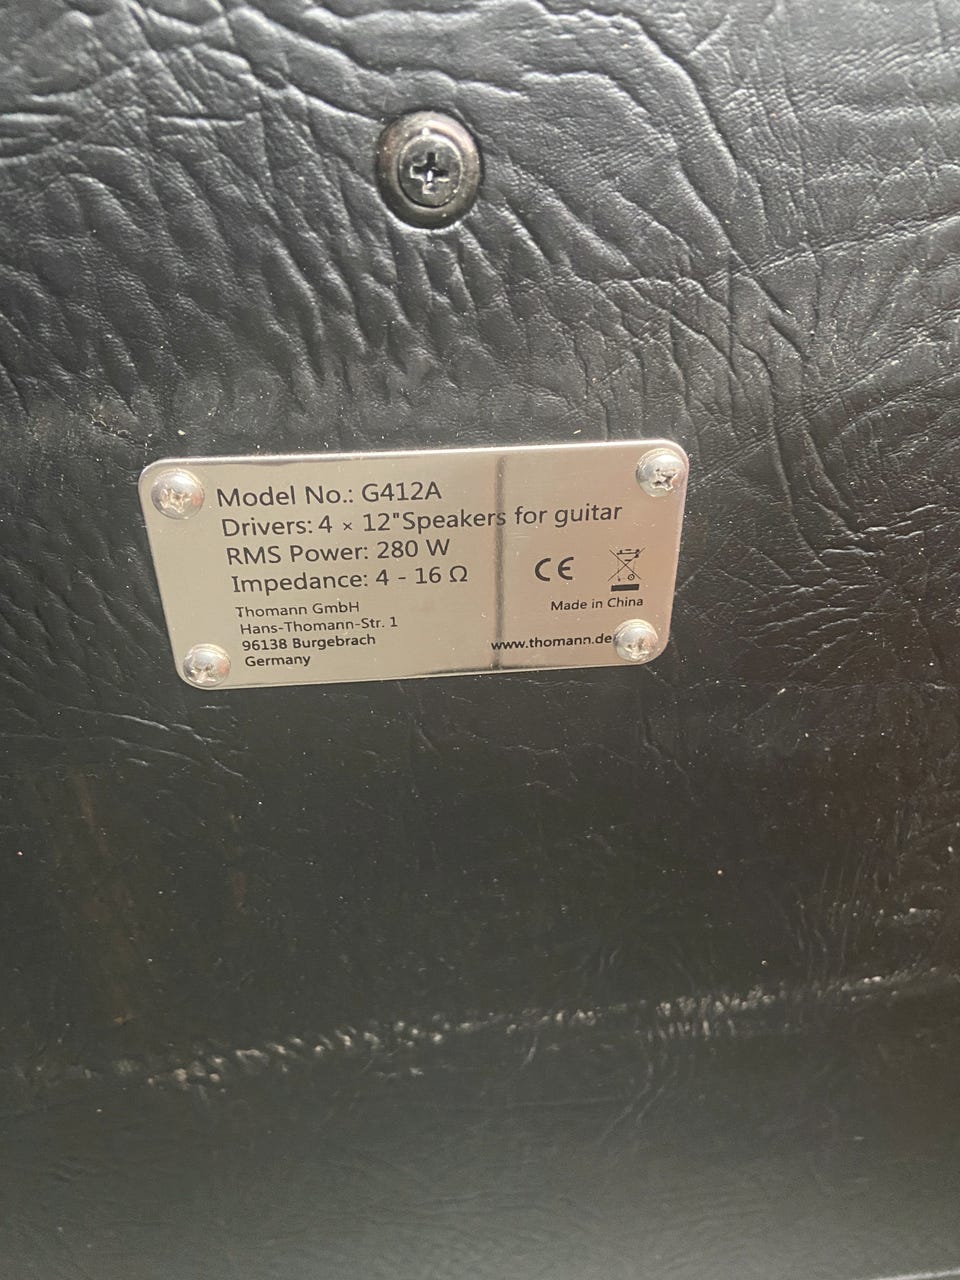 Model No.: G412A
Drivers: 4 × 12"Speakers for guitar
RMS Power: 280 W
Impedance: 4 - 16 Ω
CE
Thomann GmbH
Hans-Thomann-Str. 1
96138 Burgebrach
Germany
Made in China
www.thomann.de